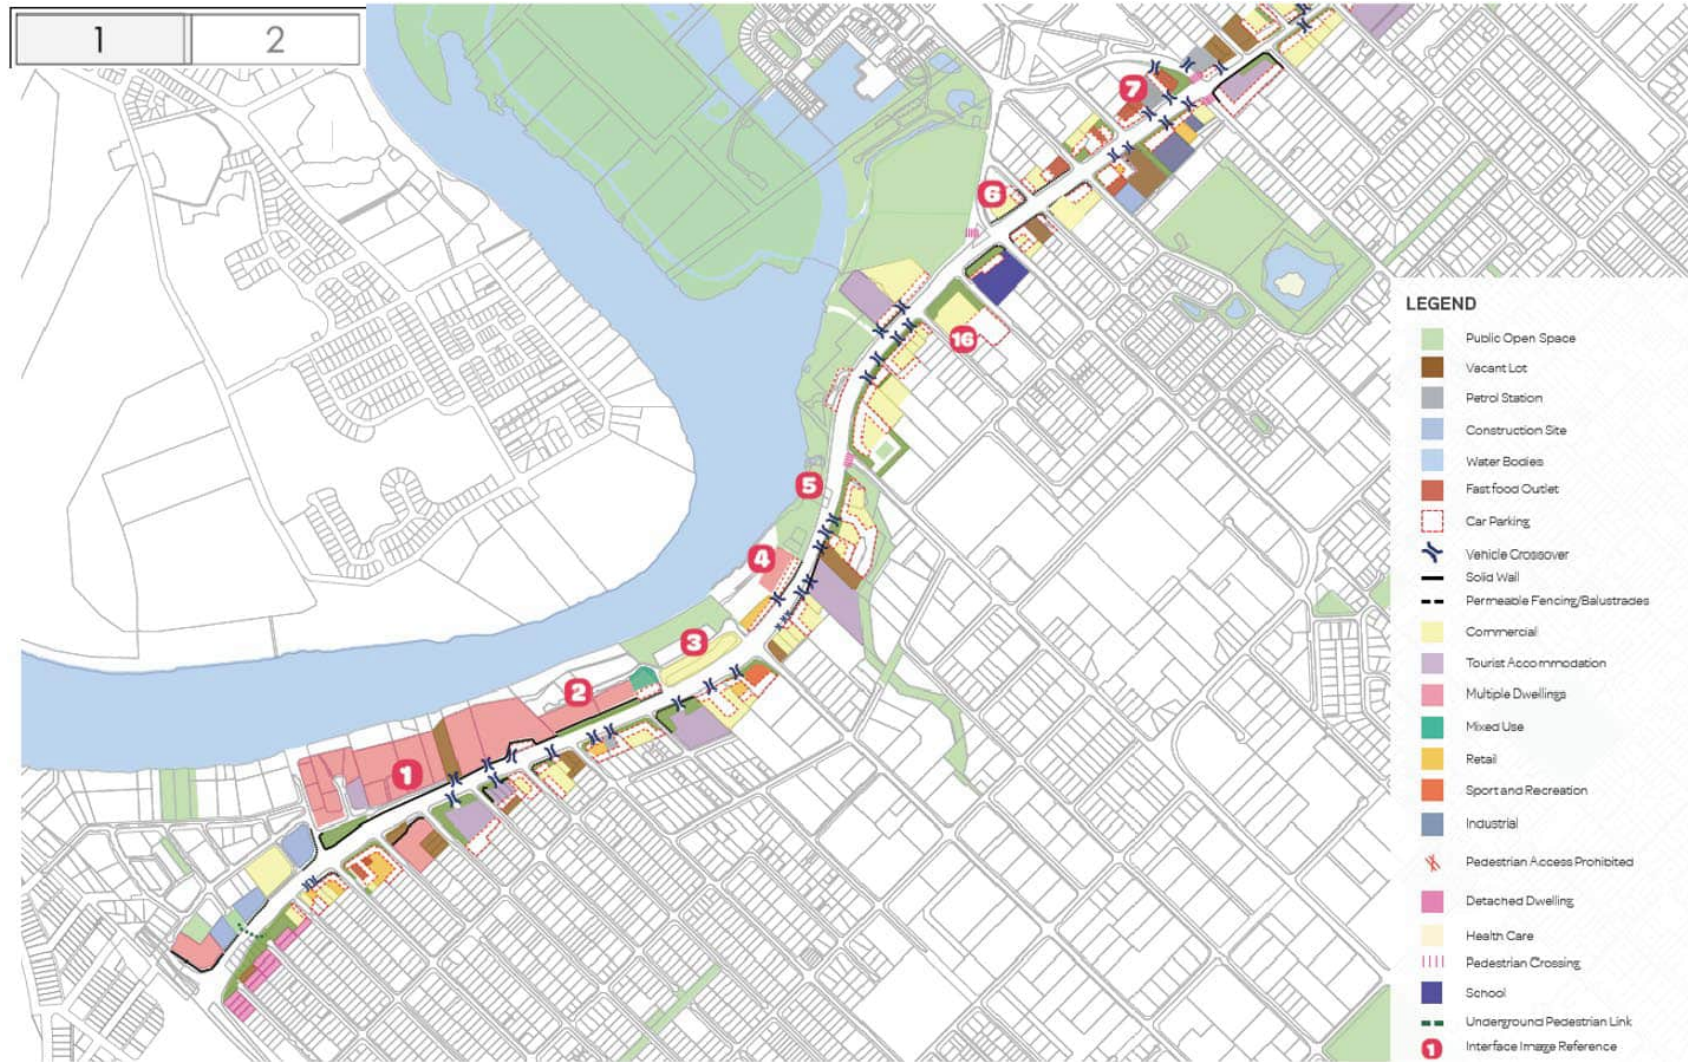 1
2
7
6
16
5
4
3
2
1
LEGEND
Public Open Space
Vacant Lot
Petrol Station
Construction Site
Water Bodies
Fastfood Outlet
Car Parking
Vehicle Crossover
Solid Wall
Permeable Fencing/Balustrades
Commercial
Tourist Accommodation
Multiple Dwellings
Mixed Use
Retail
Sport and Recreation
Industrial
Pedestrian Access Prohibited
Detached Dwelling
Health Care
Pedestrian Crossing
School
Underground Pedestrian Link
1 Interface Image Reference